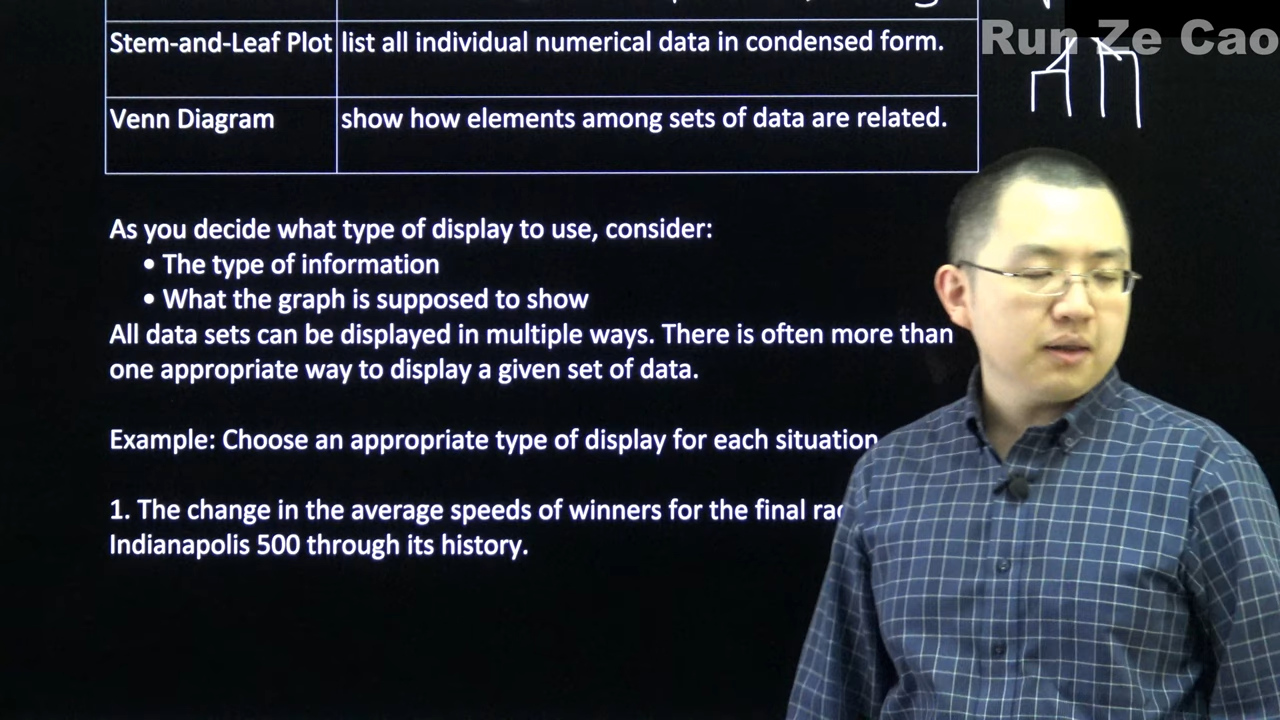 Stem-and-Leaf Plot list all individual numerical data in condensed form.
Run Ze Cao
Venn Diagram show how elements among sets of data are related.
As you decide what type of display to use, consider:
• The type of information
• What the graph is supposed to show
All data sets can be displayed in multiple ways. There is often more than
one appropriate way to display a given set of data.
Example: Choose an appropriate type of display for each situation
1. The change in the average speeds of winners for the final
Indianapolis 500 through its history.